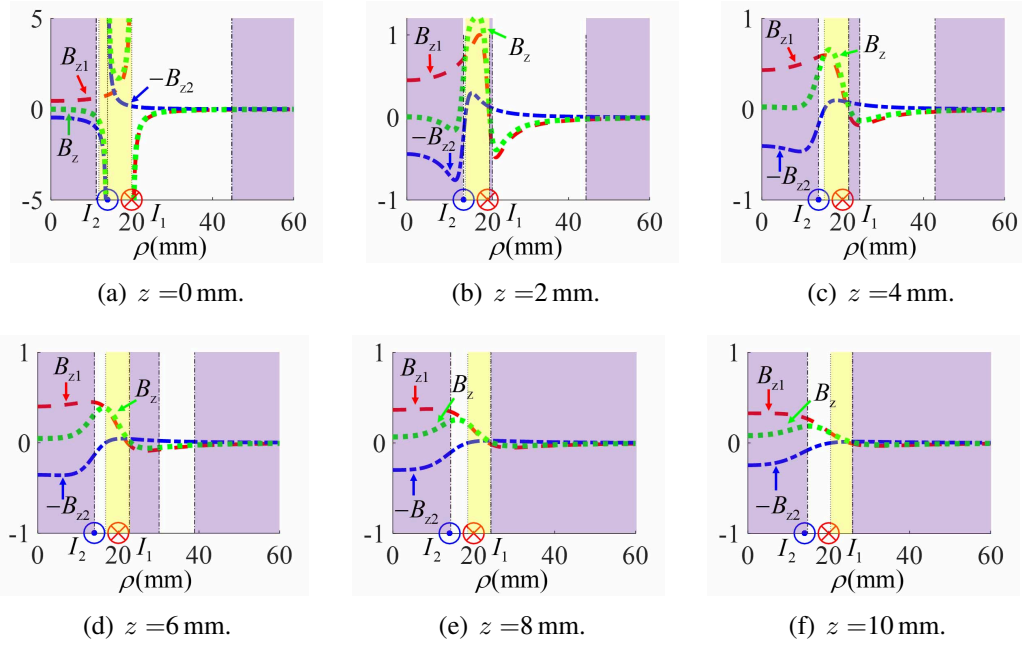 5
B_z1
−B_z2
0
B_z
-5
I_2 I_1
0 20 40 60
ρ(mm)
(a) z =0 mm.
1
B_z1
B_z
0
−B_z2
-1
I_2 I_1
0 20 40 60
ρ(mm)
(b) z =2 mm.
1
B_z1
B_z
0
−B_z2
-1
I_2 I_1
0 20 40 60
ρ(mm)
(c) z =4 mm.
1
B_z1
B_z
0
−B_z2
-1
I_2 I_1
0 20 40 60
ρ(mm)
(d) z =6 mm.
1
B_z1
B_z
0
−B_z2
-1
I_2 I_1
0 20 40 60
ρ(mm)
(e) z =8 mm.
1
B_z1
B_z
0
−B_z2
-1
I_2 I_1
0 20 40 60
ρ(mm)
(f) z =10 mm.